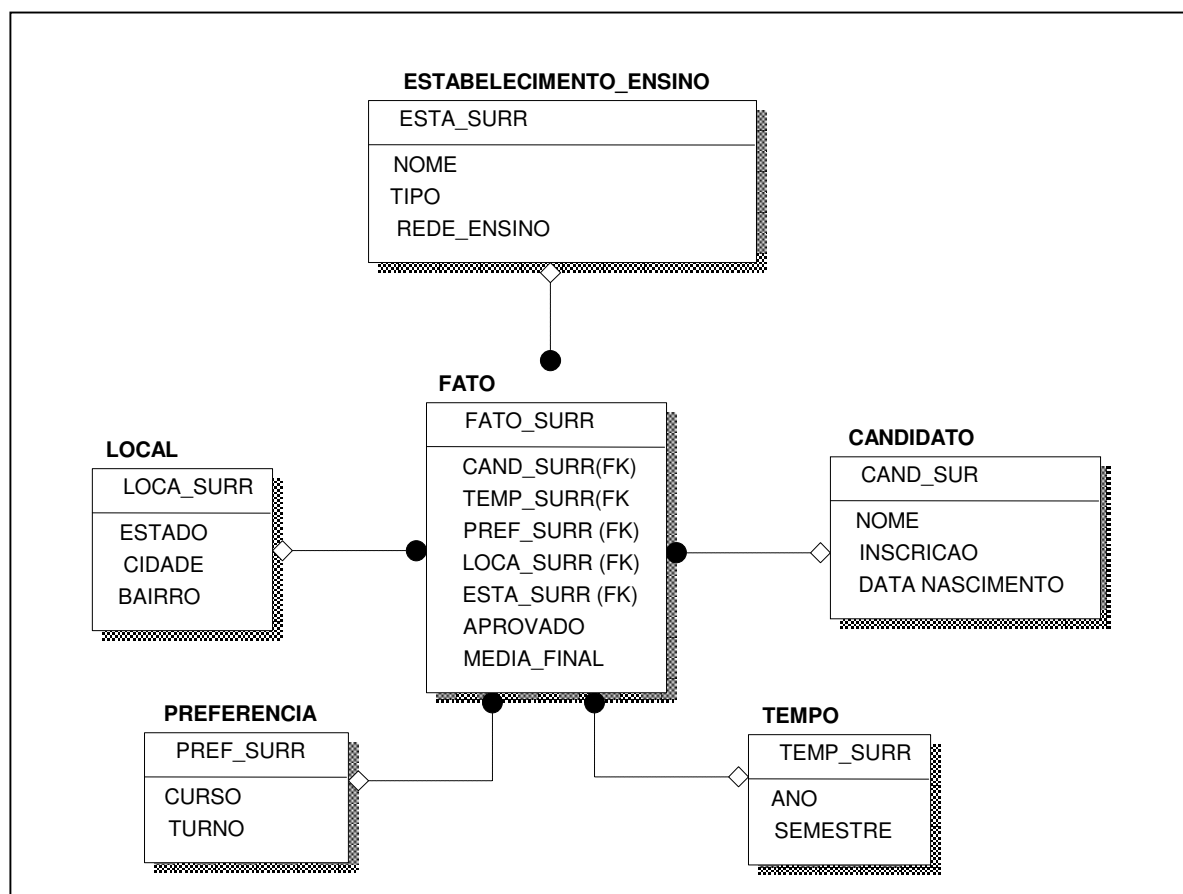 ESTABELECIMENTO_ENSINO
ESTA_SURR
NOME
TIPO
REDE_ENSINO
FATO
FATO_SURR
CAND_SURR(FK)
TEMP_SURR(FK
PREF_SURR (FK)
LOCA_SURR (FK)
ESTA_SURR (FK)
APROVADO
MEDIA_FINAL
LOCAL
LOCA_SURR
ESTADO
CIDADE
BAIRRO
CANDIDATO
CAND_SUR
NOME
INSCRICAO
DATA NASCIMENTO
PREFERENCIA
PREF_SURR
CURSO
TURNO
TEMPO
TEMP_SURR
ANO
SEMESTRE